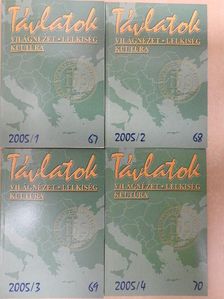 Távlatok
VILÁGNÉZET • LELKISÉG
KULTÚRA
2005/1 67
Távlatok
VILÁGNÉZET • LELKISÉG
KULTÚRA
2005/2 68
Távlatok
VILÁGNÉZET • LELKISÉG
KULTÚRA
2005/3 69
Távlatok
VILÁGNÉZET • LELKISÉG
KULTÚRA
2005/4 70